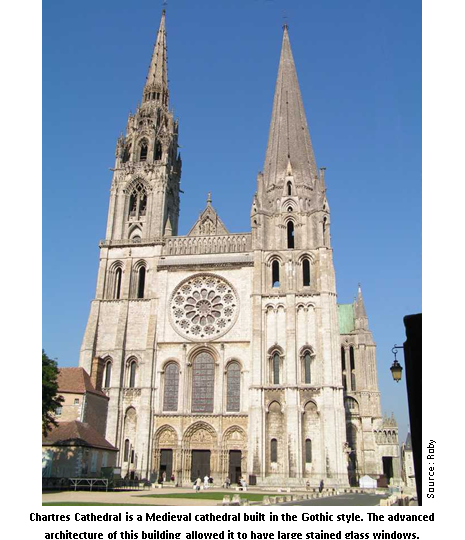 Source: Raby
Chartres Cathedral is a Medieval cathedral built in the Gothic style. The advanced
architecture of this building allowed it to have large stained glass windows.